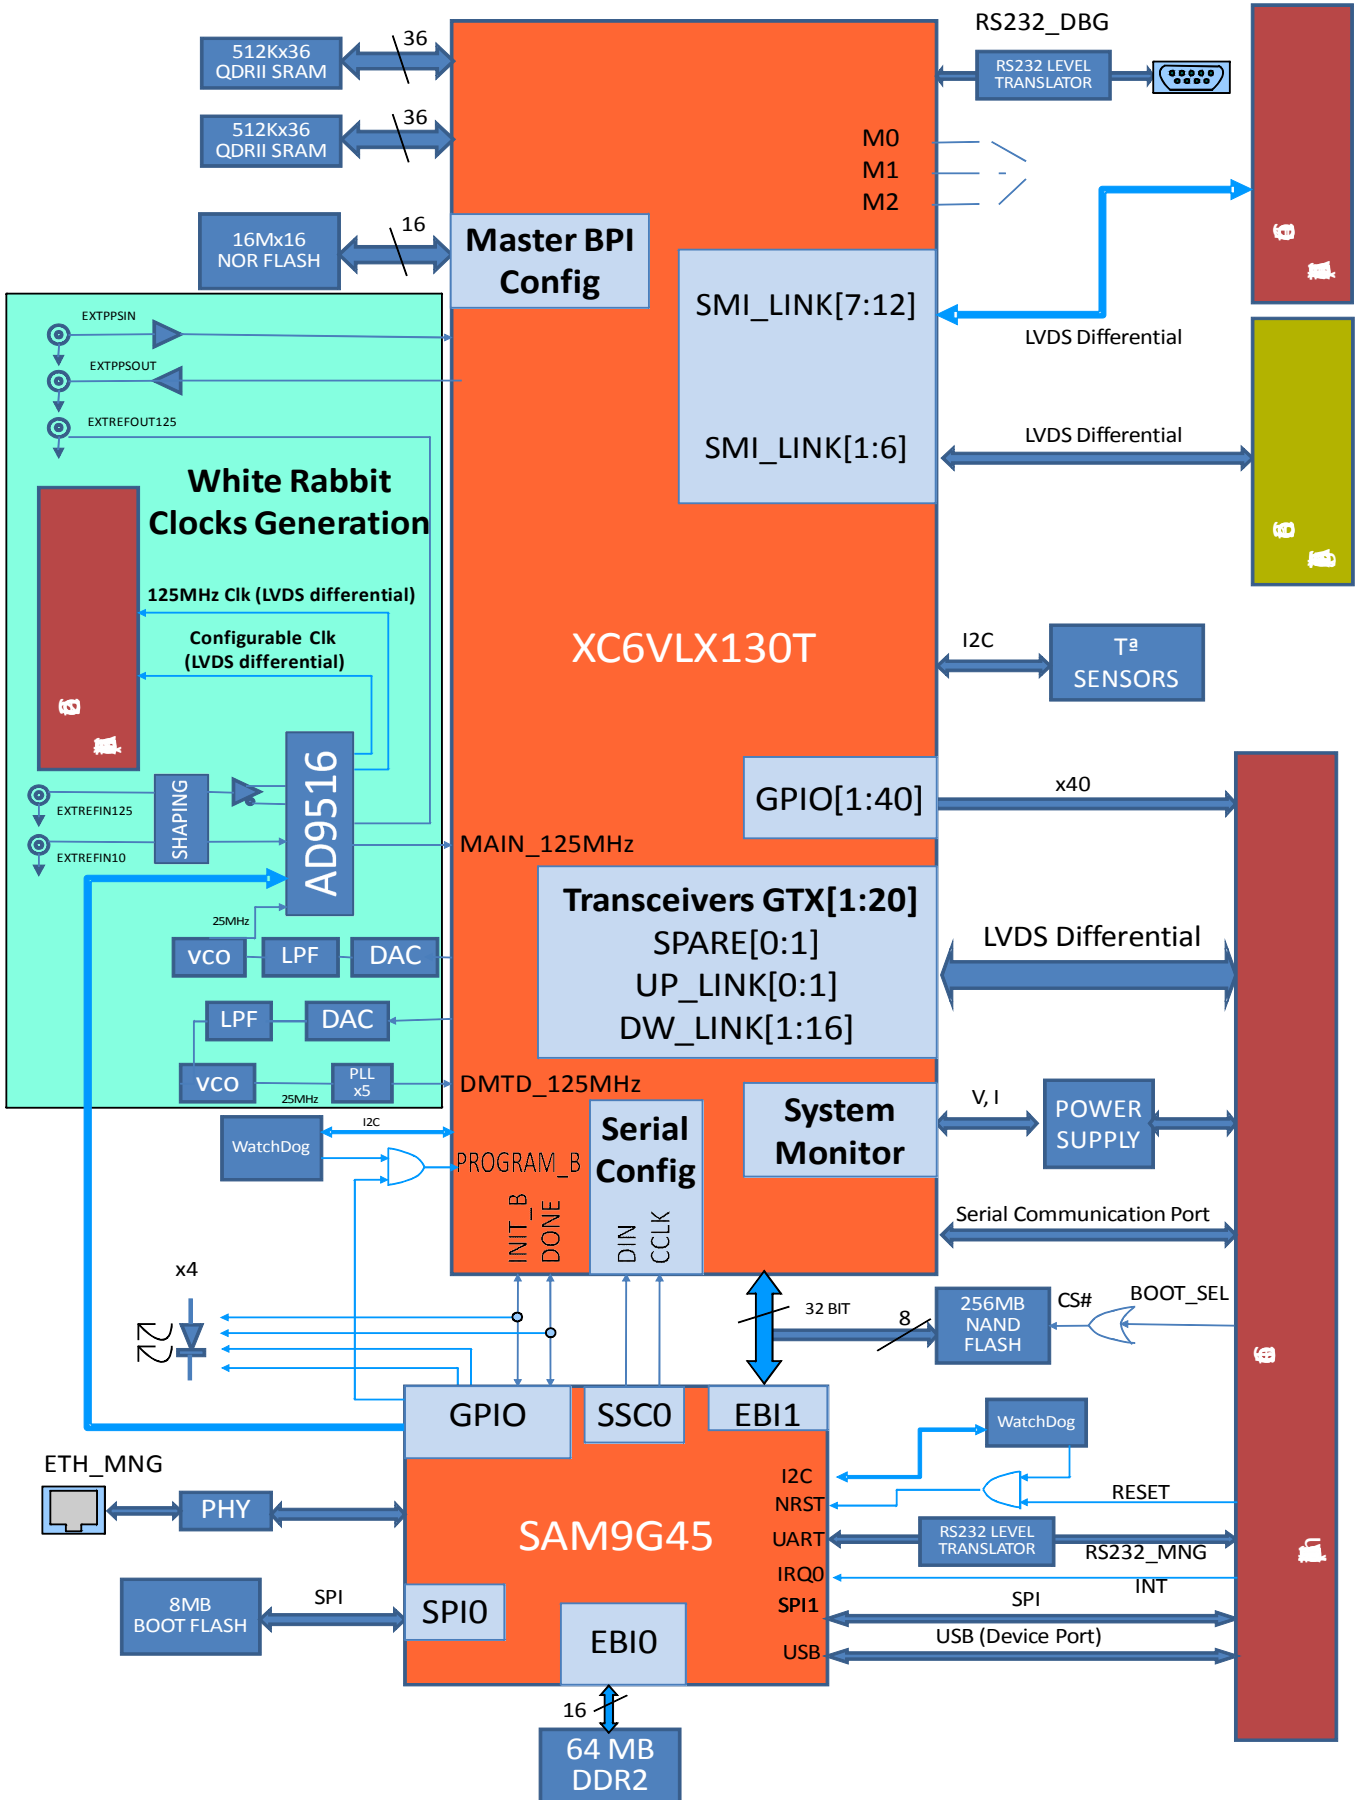 RS232_DBG
512Kx36
QDRII SRAM
36
RS232 LEVEL
TRANSLATOR
512Kx36
QDRII SRAM
36
M0
M1
M2
16Mx16
NOR FLASH
16
Master BPI
Config
SMI_LINK[7:12]
LVDS Differential
EXTPPSIN
EXTPPSOUT
EXTREFOUT125
SMI_LINK[1:6]
LVDS Differential
White Rabbit
Clocks Generation
125MHz Clk (LVDS differential)
Configurable Clk
(LVDS differential)
XC6VLX130T
I2C
Tª
SENSORS
AD9516
SHAPING
EXTREFIN125
EXTREFIN10
MAIN_125MHz
GPIO[1:40]
x40
Transceivers GTX[1:20]
SPARE[0:1]
UP_LINK[0:1]
DW_LINK[1:16]
LVDS Differential
25MHz
VCO
LPF
DAC
LPF
DAC
VCO
PLL
x5
25MHz
DMTD_125MHz
WatchDog
I2C
PROGRAM_B
INIT_B
DONE
Serial
Config
DIN
CCLK
System
Monitor
V, I
POWER
SUPPLY
Serial Communication Port
x4
32 BIT
8
256MB
NAND
FLASH
CS#
BOOT_SEL
GPIO
SSC0
EBI1
WatchDog
ETH_MNG
PHY
SAM9G45
I2C
NRST
UART
IRQ0
SPI1
USB
RESET
RS232 LEVEL
TRANSLATOR
RS232_MNG
INT
SPI
USB (Device Port)
8MB
BOOT FLASH
SPI
SPI0
EBI0
16
64 MB
DDR2